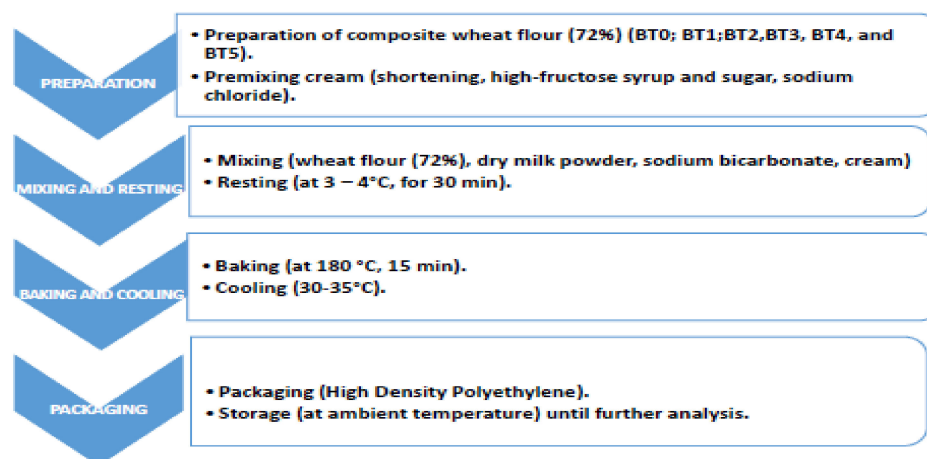 PREPARATION
• Preparation of composite wheat flour (72%) (BT0; BT1;BT2,BT3, BT4, and
BT5).
• Premixing cream (shortening, high-fructose syrup and sugar, sodium
chloride).
MIXING AND RESTING
• Mixing (wheat flour (72%), dry milk powder, sodium bicarbonate, cream)
• Resting (at 3 – 4°C, for 30 min).
BAKING AND COOLING
• Baking (at 180 °C, 15 min).
• Cooling (30-35°C).
PACKAGING
• Packaging (High Density Polyethylene).
• Storage (at ambient temperature) until further analysis.